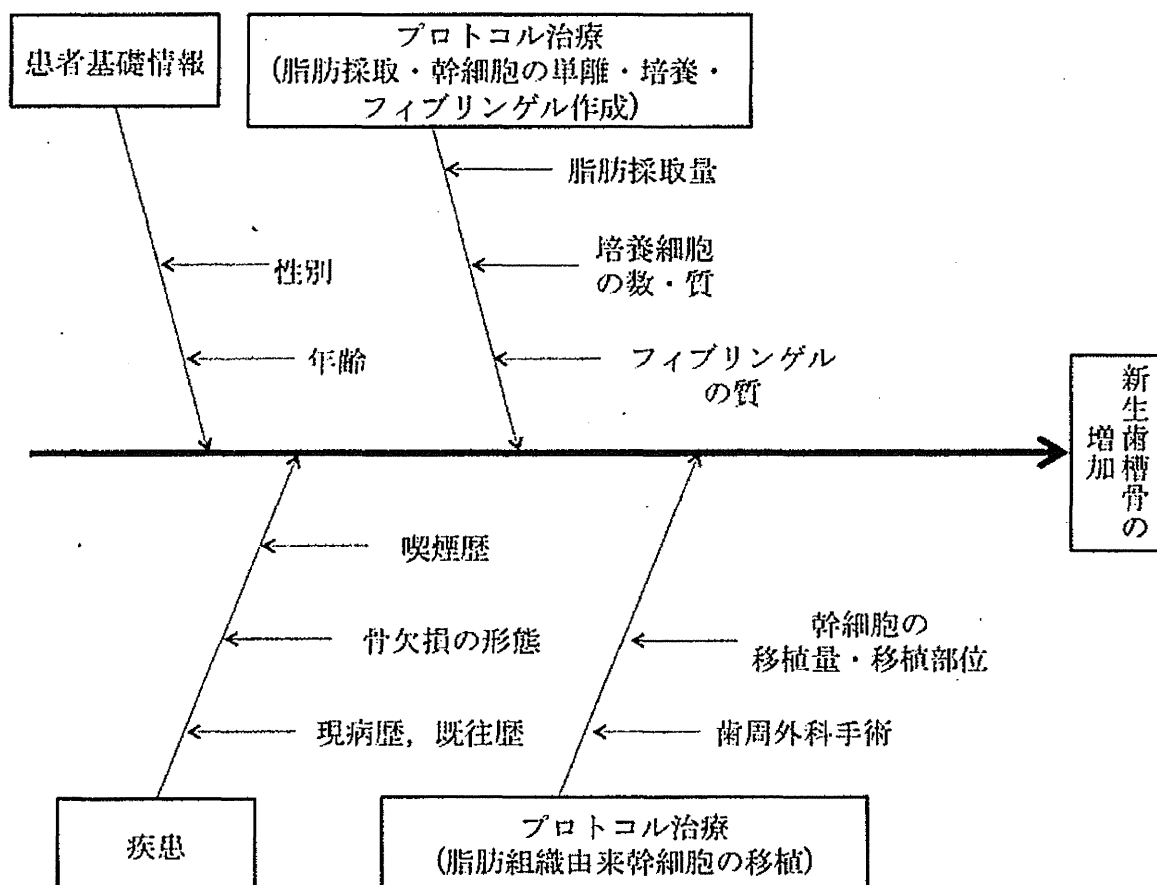 患者基礎情報
プロトコル治療
(脂肪採取・幹細胞の単離・培養・
フィブリンゲル作成)
脂肪採取量
培養細胞
の数・質
性別
年齢
フィブリンゲル
の質
新生歯槽骨の
増加
喫煙歴
骨欠損の形態
幹細胞の
移植量・移植部位
現病歴，既往歴
歯周外科手術
疾患
プロトコル治療
(脂肪組織由来幹細胞の移植)